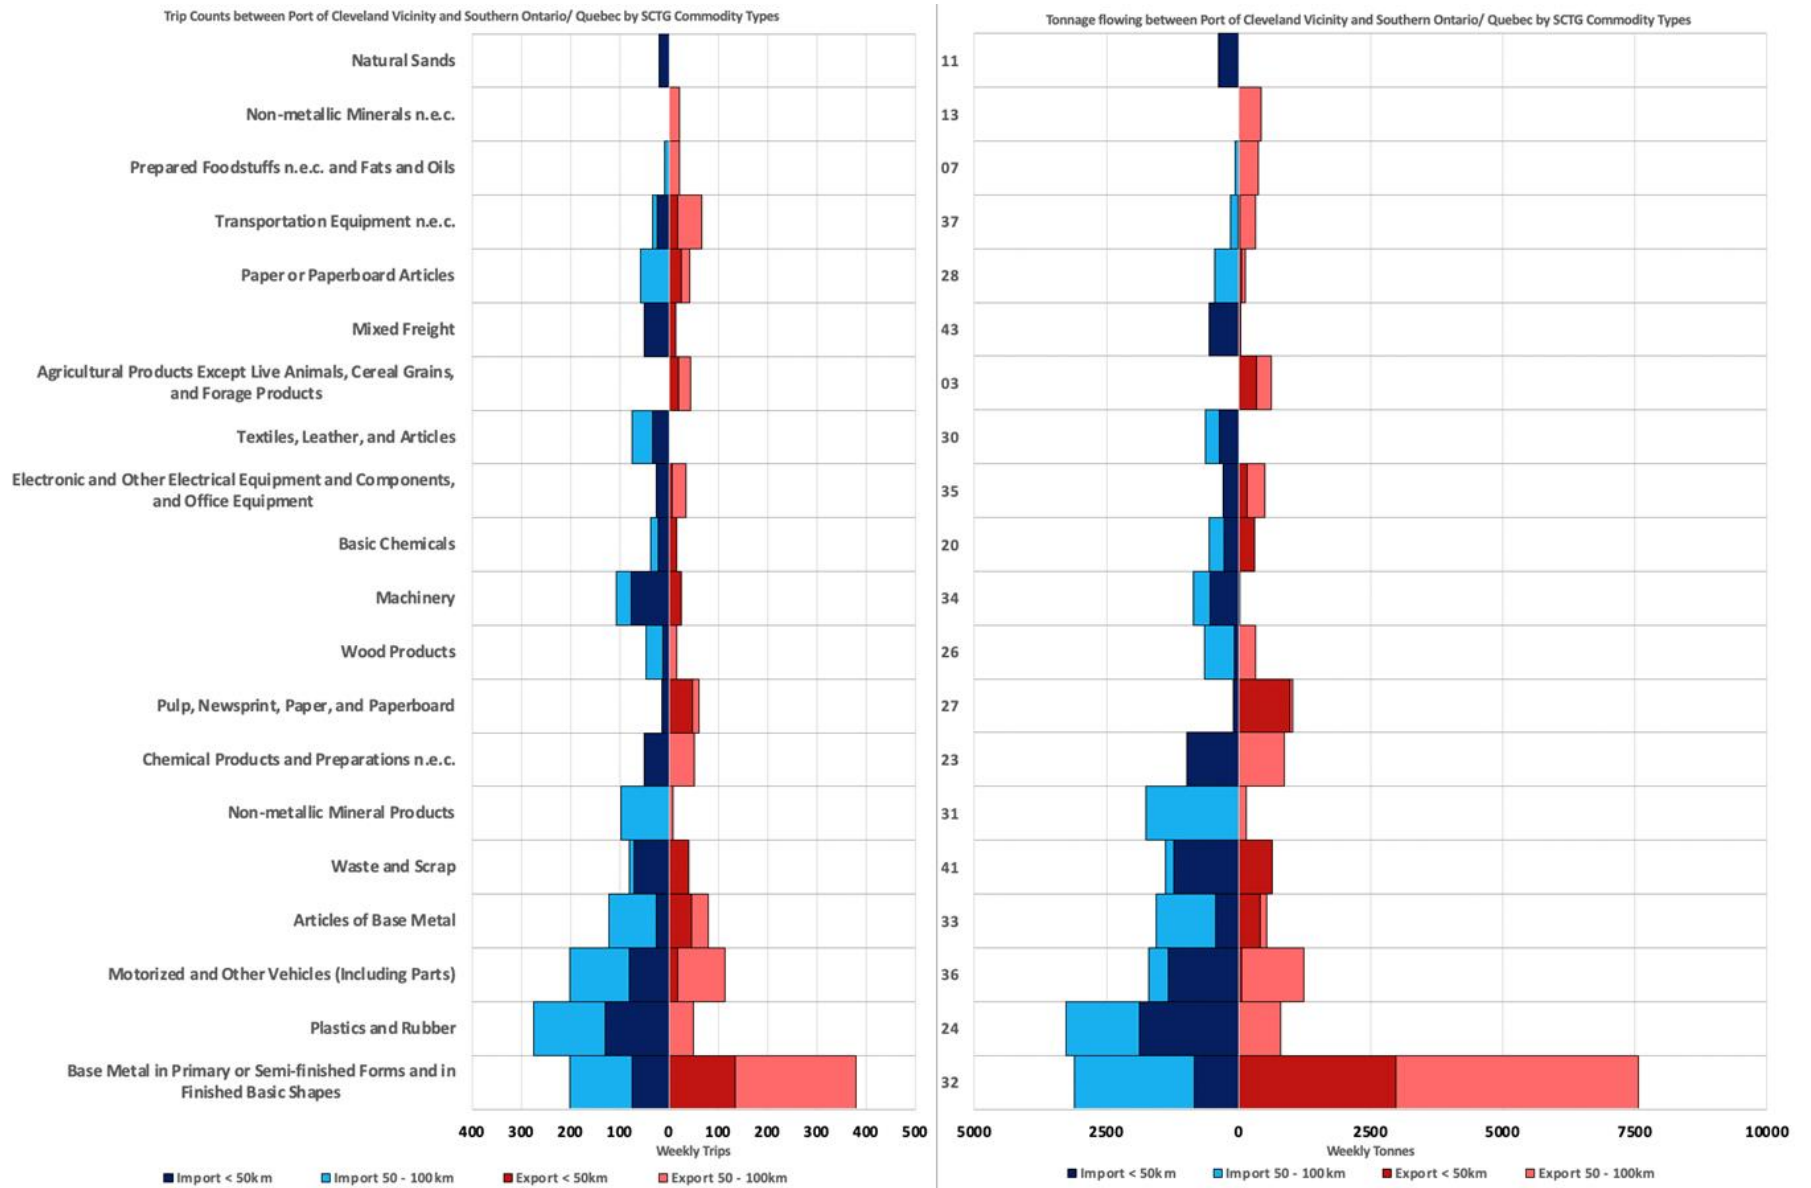 Trip Counts between Port of Cleveland Vicinity and Southern Ontario/ Quebec by SCTG Commodity Types
Tonnage flowing between Port of Cleveland Vicinity and Southern Ontario/ Quebec by SCTG Commodity Types
Natural Sands
11
Non-metallic Minerals n.e.c.
13
Prepared Foodstuffs n.e.c. and Fats and Oils
07
Transportation Equipment n.e.c.
37
Paper or Paperboard Articles
28
Mixed Freight
43
Agricultural Products Except Live Animals, Cereal Grains,
and Forage Products
03
Textiles, Leather, and Articles
30
Electronic and Other Electrical Equipment and Components,
and Office Equipment
35
Basic Chemicals
20
Machinery
34
Wood Products
26
Pulp, Newsprint, Paper, and Paperboard
27
Chemical Products and Preparations n.e.c.
23
Non-metallic Mineral Products
31
Waste and Scrap
41
Articles of Base Metal
33
Motorized and Other Vehicles (Including Parts)
36
Plastics and Rubber
24
Base Metal in Primary or Semi-finished Forms and in
Finished Basic Shapes
32
400 300 200 100 0 100 200 300 400 500
Weekly Trips
Import < 50km Import 50 - 100km Export < 50km Export 50 - 100km
5000 2500 0 2500 5000 7500 10000
Weekly Tonnes
Import < 50km Import 50 - 100km Export < 50km Export 50 - 100km